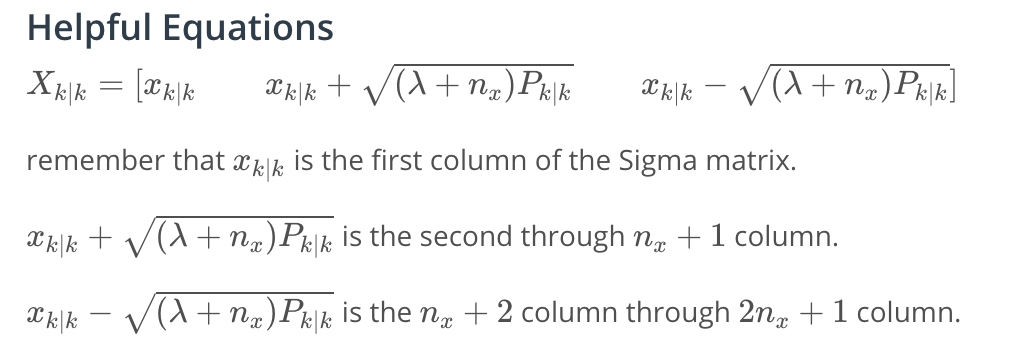 Helpful Equations
X_{k|k} = [x_{k|k}   x_{k|k} + √((λ + n_x)P_{k|k})   x_{k|k} − √((λ + n_x)P_{k|k})]
remember that x_{k|k} is the first column of the Sigma matrix.
x_{k|k} + √((λ + n_x)P_{k|k}) is the second through n_x + 1 column.
x_{k|k} − √((λ + n_x)P_{k|k}) is the n_x + 2 column through 2n_x + 1 column.